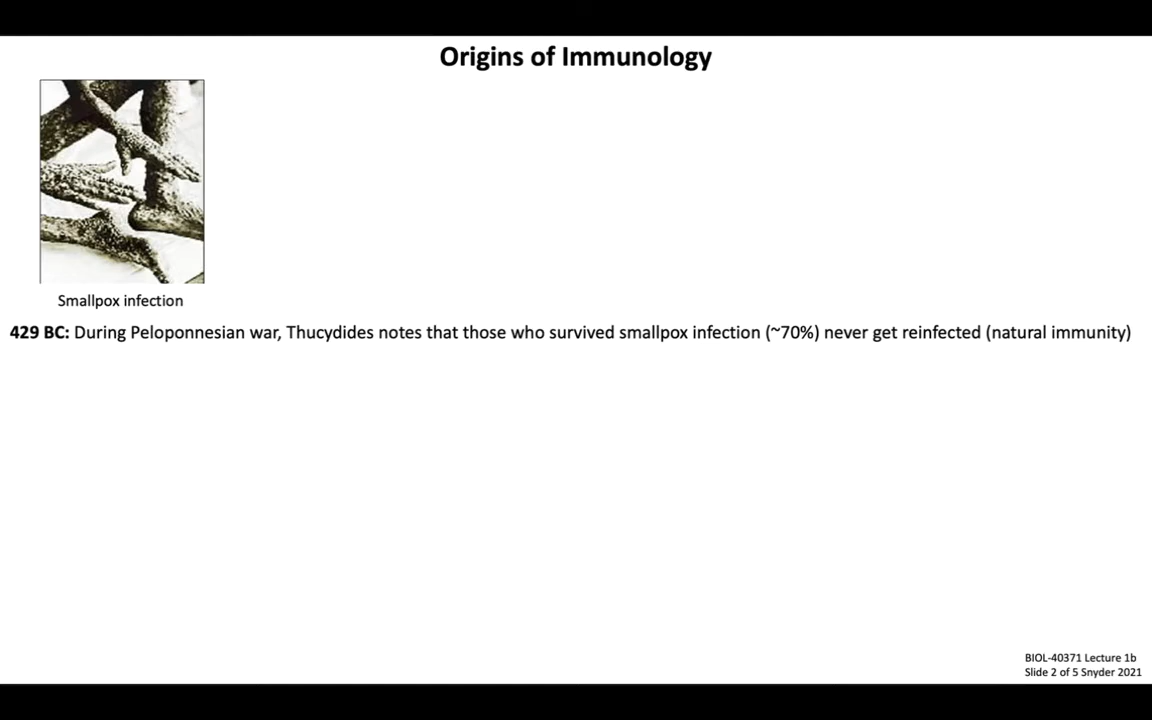 Origins of Immunology
Smallpox infection
429 BC: During Peloponnesian war, Thucydides notes that those who survived smallpox infection (~70%) never get reinfected (natural immunity)
BIOL-40371 Lecture 1b
Slide 2 of 5 Snyder 2021